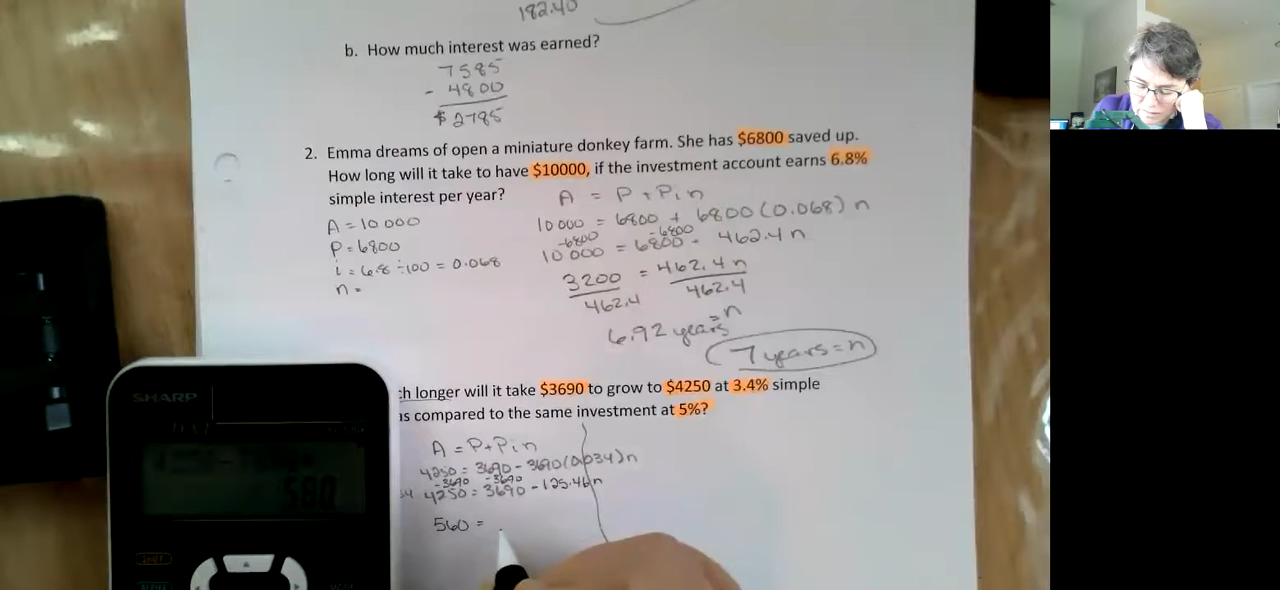 182.40
b. How much interest was earned?
7585
- 4800
$ 2785
2. Emma dreams of open a miniature donkey farm. She has $6800 saved up.
How long will it take to have $10000, if the investment account earns 6.8%
simple interest per year?
A = P + Pin
A = 10 000
10 000 = 6800 + 6800(0.068) n
P = 6800
-6800 -6800
10 000 = 6800 - 462.4 n
i = 6.8 ÷100 = 0.068
n =
3200 = 462.4 n
462.4 462.4
6.92 years = n
7 years = n
ch longer will it take $3690 to grow to $4250 at 3.4% simple
as compared to the same investment at 5%?
A = P + Pin
4250 = 3690 - 3690(0.034)n
-3690 -3690
4250 = 3690 - 125.46n
560 =
SHARP
580